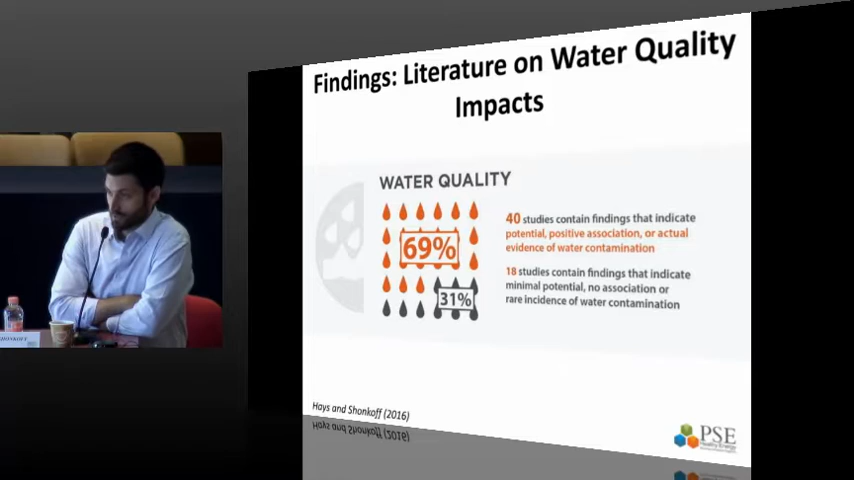 Findings: Literature on Water Quality
Impacts
WATER QUALITY
69%
31%
40 studies contain findings that indicate
potential, positive association, or actual
evidence of water contamination
18 studies contain findings that indicate
minimal potential, no association or
rare incidence of water contamination
Hays and Shonkoff (2016)
PSE
SHONKOFF